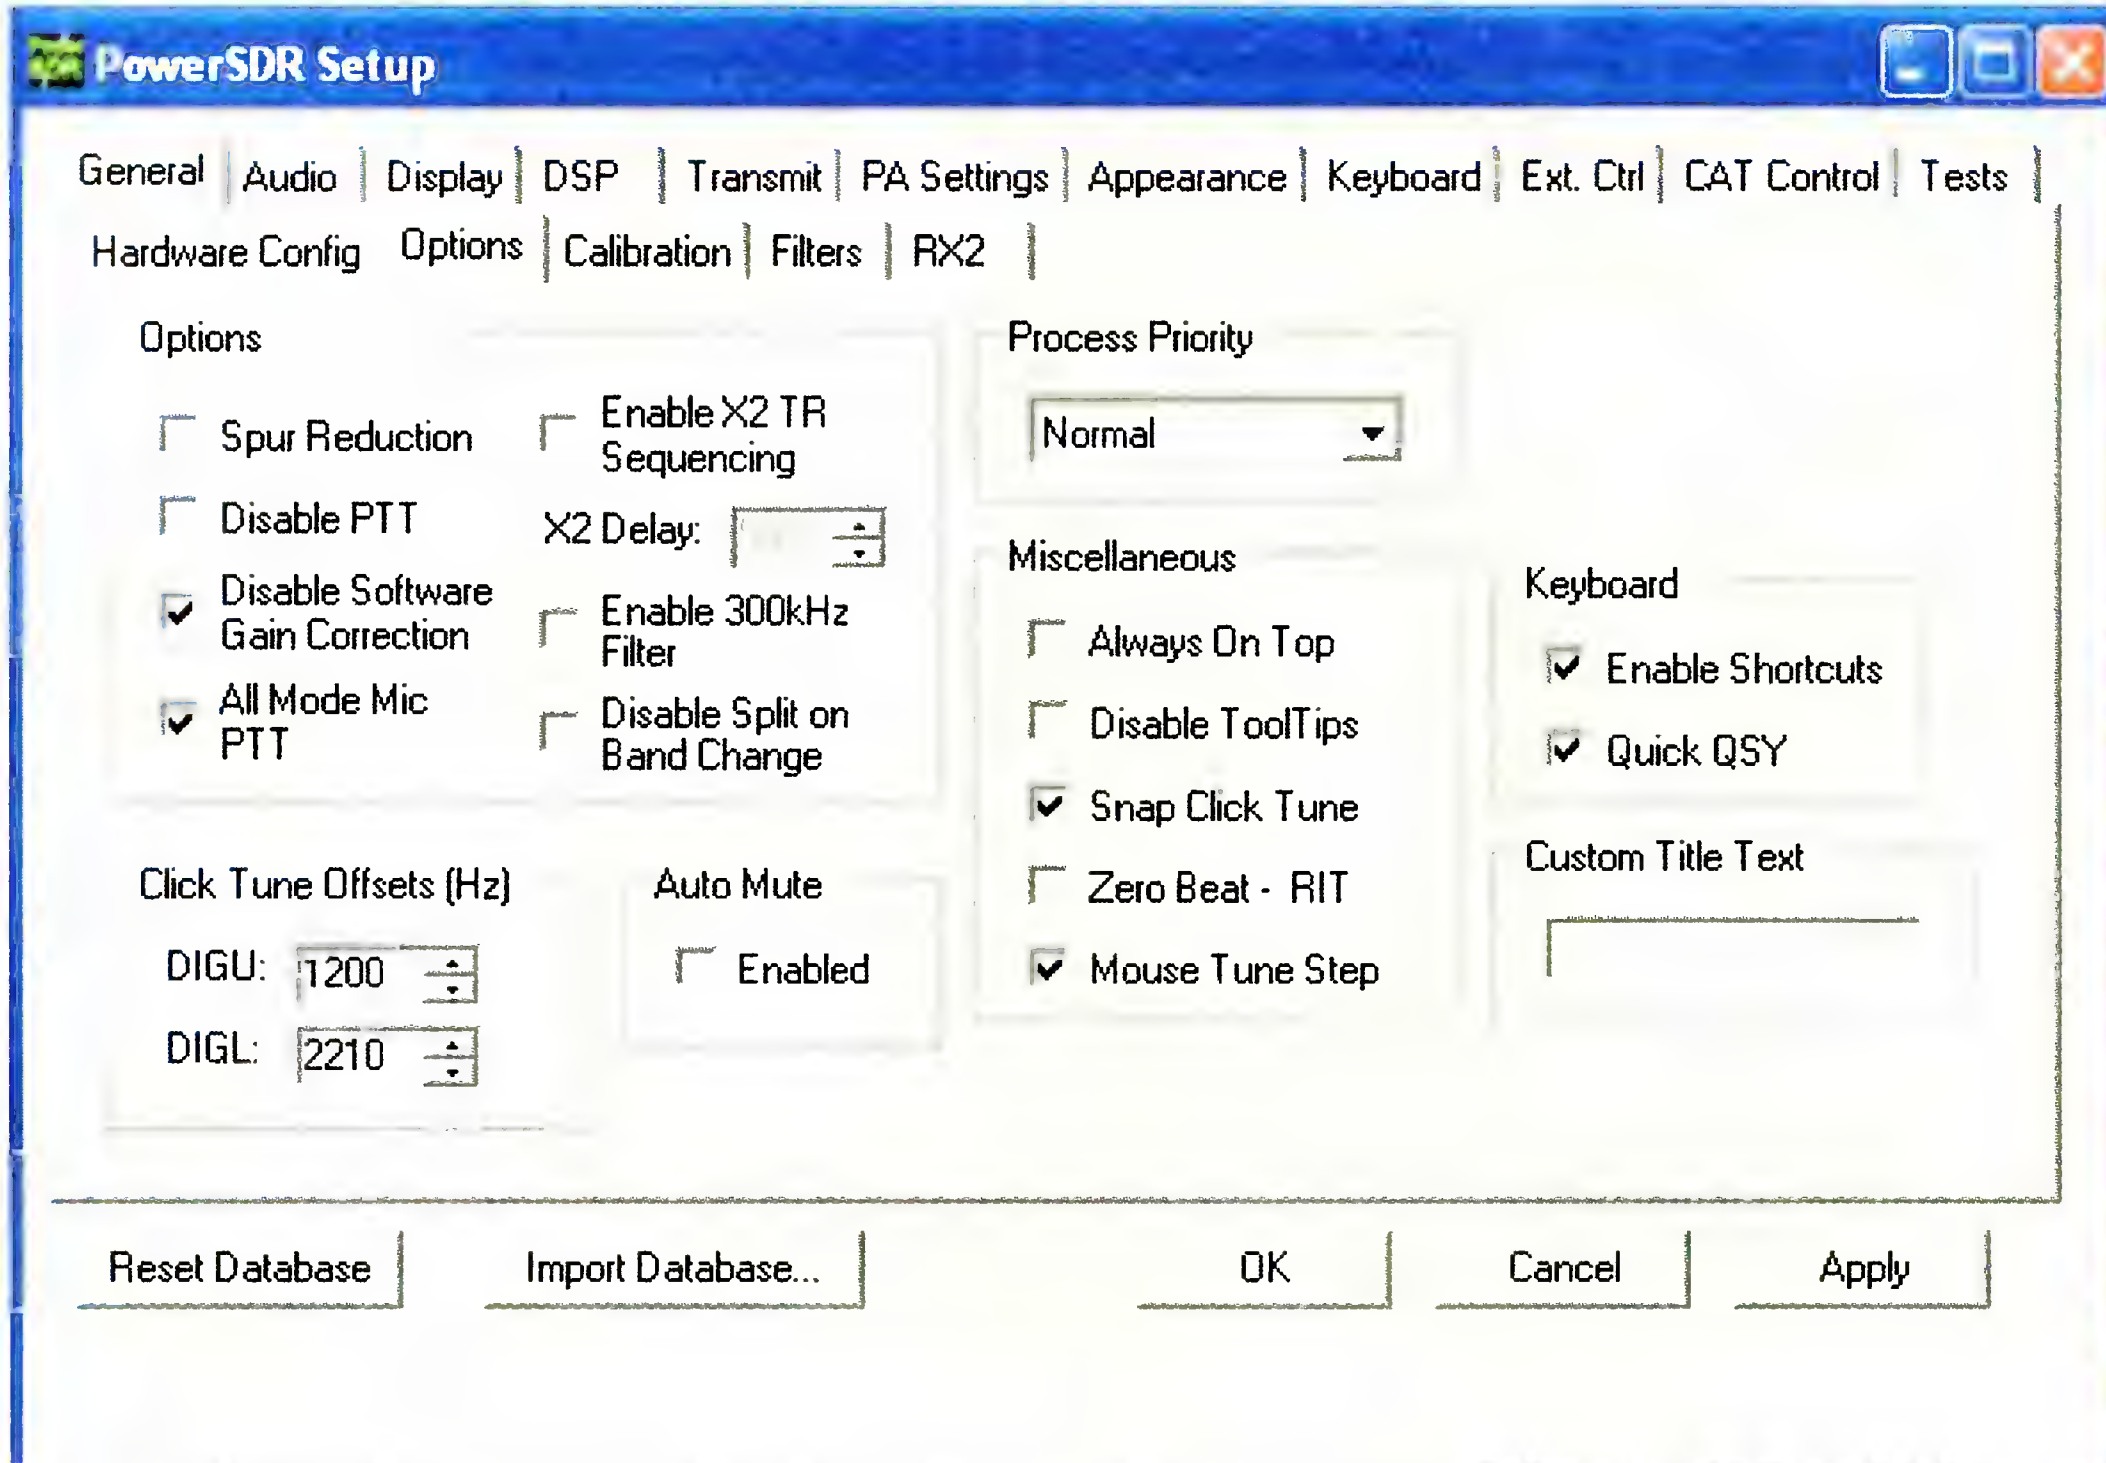 PowerSDR Setup
General Audio Display DSP Transmit PA Settings Appearance Keyboard Ext. Ctrl CAT Control Tests
Hardware Config Options Calibration Filters RX2
Options
Spur Reduction
Disable PTT
Disable Software
Gain Correction
All Mode Mic
PTT
Enable X2 TR
Sequencing
X2 Delay:
Enable 300kHz
Filter
Disable Split on
Band Change
Click Tune Offsets (Hz)
DIGU: 1200
DIGL: 2210
Auto Mute
Enabled
Process Priority
Normal
Miscellaneous
Always On Top
Disable ToolTips
Snap Click Tune
Zero Beat - RIT
Mouse Tune Step
Keyboard
Enable Shortcuts
Quick QSY
Custom Title Text
Reset Database Import Database... OK Cancel Apply